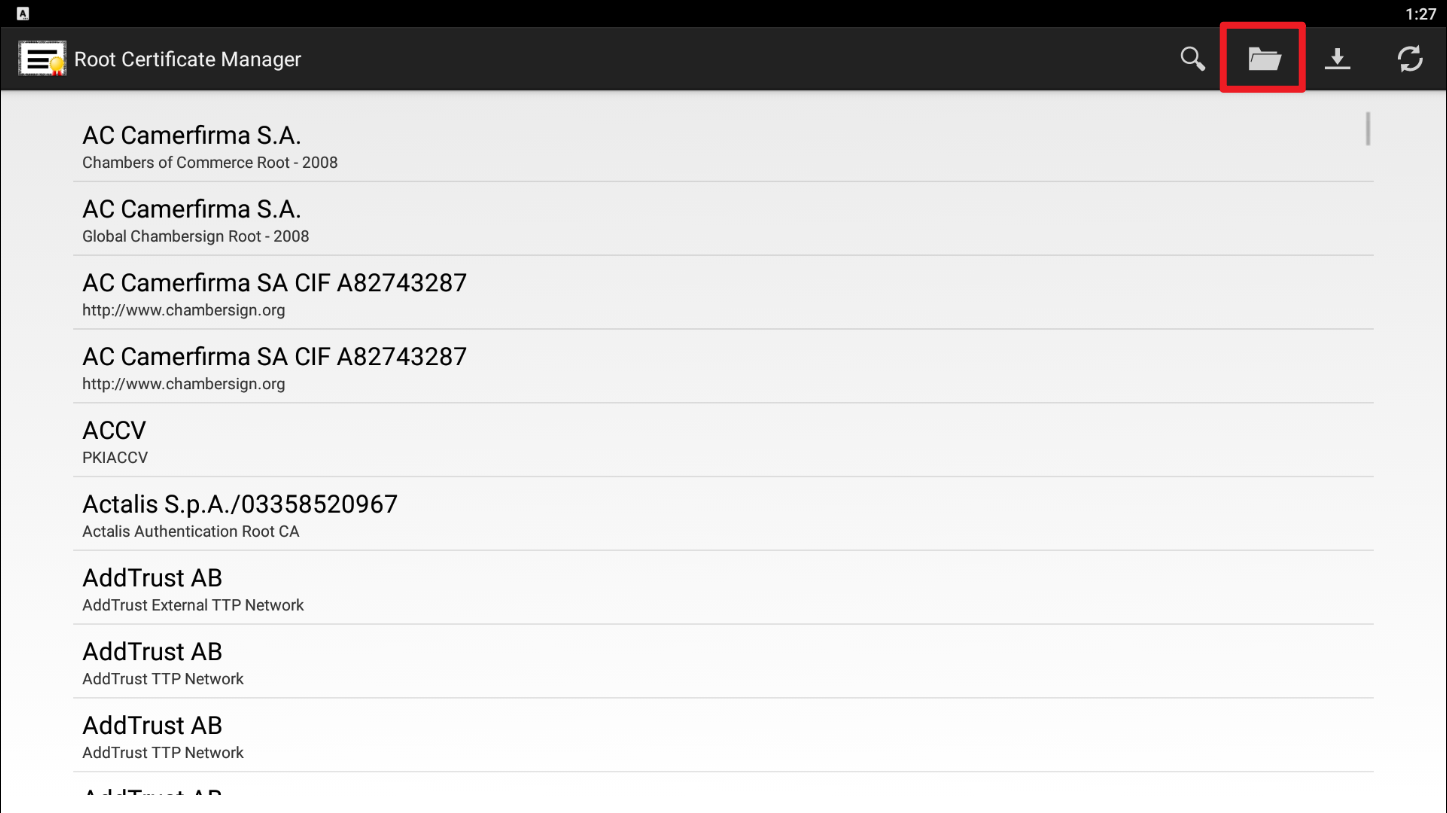 A
1:27
Root Certificate Manager
AC Camerfirma S.A.
Chambers of Commerce Root - 2008
AC Camerfirma S.A.
Global Chambersign Root - 2008
AC Camerfirma SA CIF A82743287
http://www.chambersign.org
AC Camerfirma SA CIF A82743287
http://www.chambersign.org
ACCV
PKIACCV
Actalis S.p.A./03358520967
Actalis Authentication Root CA
AddTrust AB
AddTrust External TTP Network
AddTrust AB
AddTrust TTP Network
AddTrust AB
AddTrust TTP Network
AddTrust AB